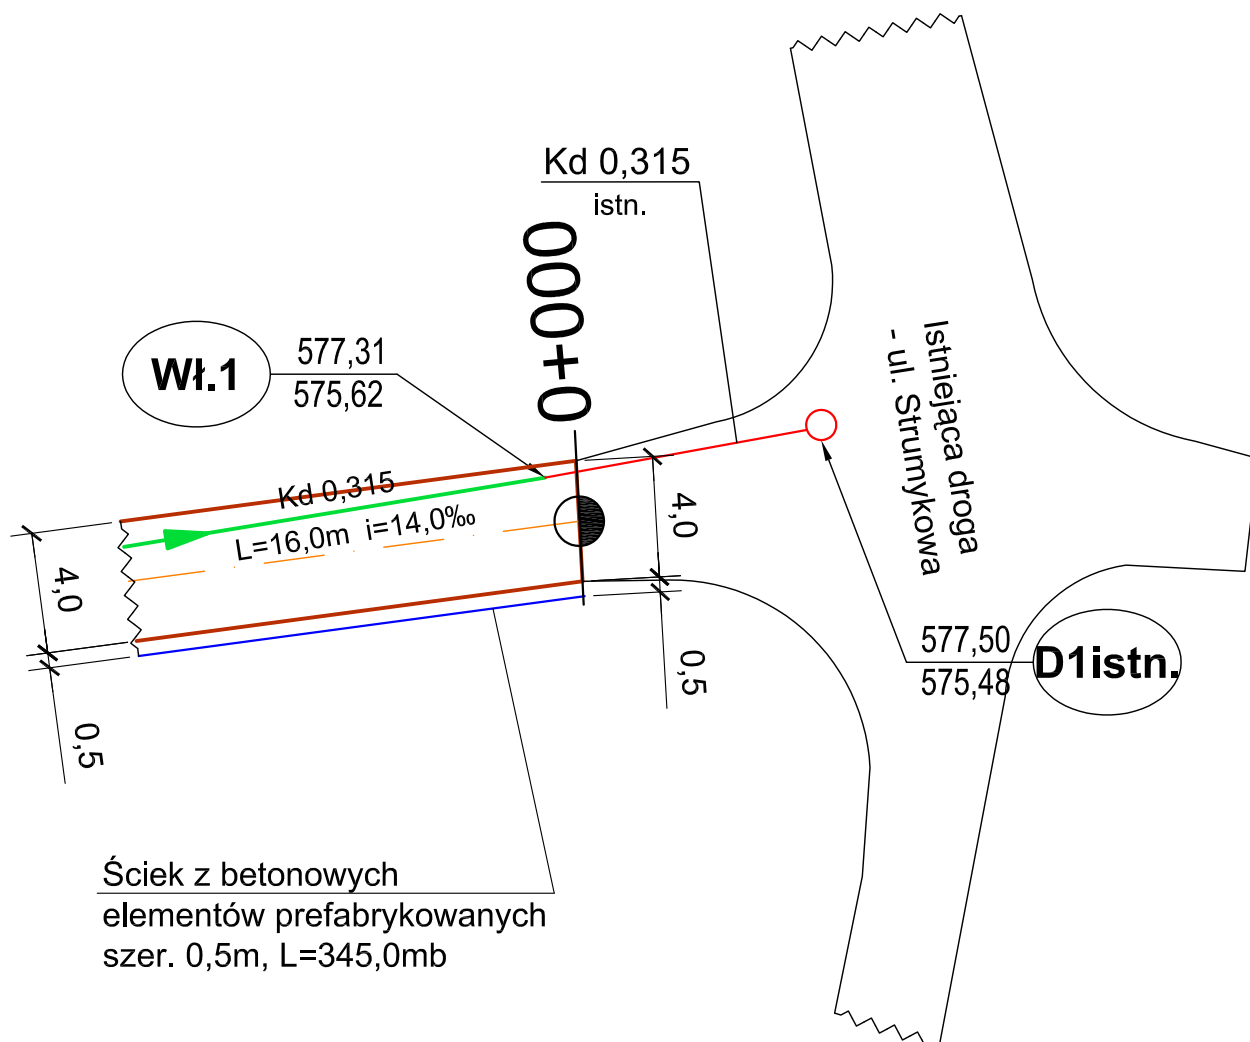 Kd 0,315
istn.
0+000
Wł.1
577,31
575,62
Istniejąca droga
- ul. Strumykowa
Kd 0,315
L=16,0m i=14,0‰
4,0
4,0
0,5
0,5
577,50
575,48
D1istn.
Ściek z betonowych
elementów prefabrykowanych
szer. 0,5m, L=345,0mb